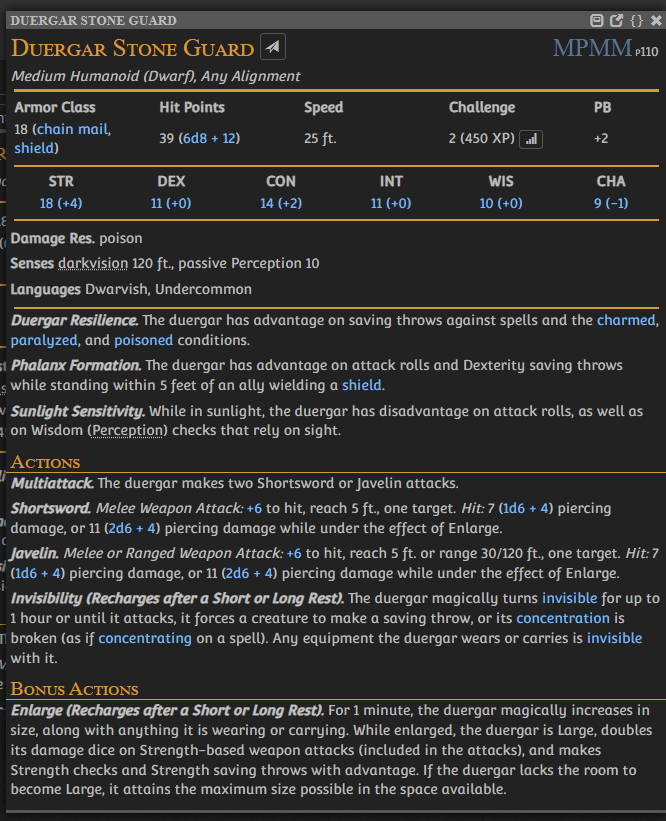 DUERGAR STONE GUARD
DUERGAR STONE GUARD
MPMM p110
Medium Humanoid (Dwarf), Any Alignment
Armor Class Hit Points Speed Challenge PB
18 (chain mail, shield) 39 (6d8 + 12) 25 ft. 2 (450 XP) +2
STR DEX CON INT WIS CHA
18 (+4) 11 (+0) 14 (+2) 11 (+0) 10 (+0) 9 (−1)
Damage Res. poison
Senses darkvision 120 ft., passive Perception 10
Languages Dwarvish, Undercommon
Duergar Resilience. The duergar has advantage on saving throws against spells and the charmed,
paralyzed, and poisoned conditions.
Phalanx Formation. The duergar has advantage on attack rolls and Dexterity saving throws
while standing within 5 feet of an ally wielding a shield.
Sunlight Sensitivity. While in sunlight, the duergar has disadvantage on attack rolls, as well as
on Wisdom (Perception) checks that rely on sight.
ACTIONS
Multiattack. The duergar makes two Shortsword or Javelin attacks.
Shortsword. Melee Weapon Attack: +6 to hit, reach 5 ft., one target. Hit: 7 (1d6 + 4) piercing
damage, or 11 (2d6 + 4) piercing damage while under the effect of Enlarge.
Javelin. Melee or Ranged Weapon Attack: +6 to hit, reach 5 ft. or range 30/120 ft., one target. Hit: 7
(1d6 + 4) piercing damage, or 11 (2d6 + 4) piercing damage while under the effect of Enlarge.
Invisibility (Recharges after a Short or Long Rest). The duergar magically turns invisible for up to
1 hour or until it attacks, it forces a creature to make a saving throw, or its concentration is
broken (as if concentrating on a spell). Any equipment the duergar wears or carries is invisible
with it.
BONUS ACTIONS
Enlarge (Recharges after a Short or Long Rest). For 1 minute, the duergar magically increases in
size, along with anything it is wearing or carrying. While enlarged, the duergar is Large, doubles
its damage dice on Strength-based weapon attacks (included in the attacks), and makes
Strength checks and Strength saving throws with advantage. If the duergar lacks the room to
become Large, it attains the maximum size possible in the space available.